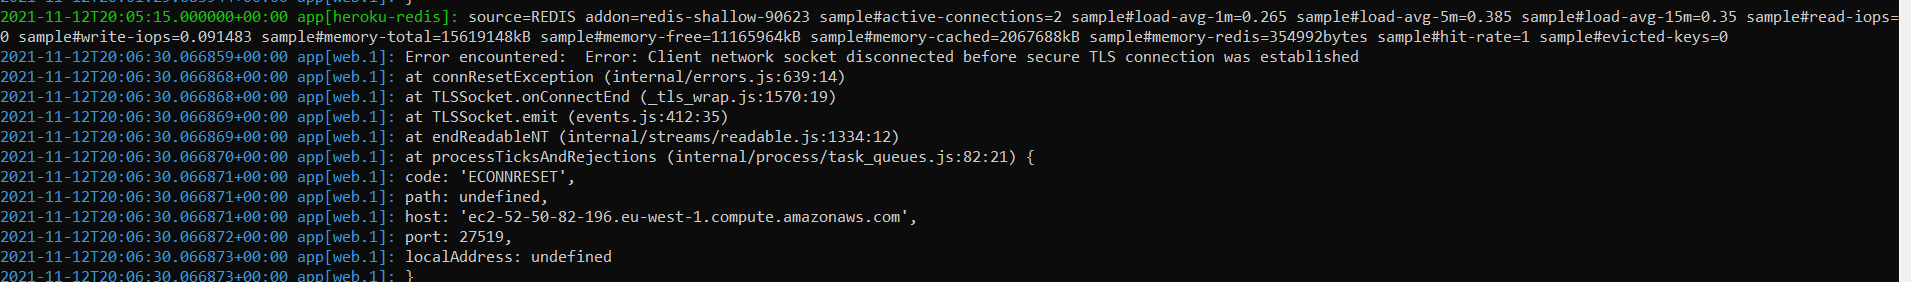 2021-11-12T20:05:15.000000+00:00 app[heroku-redis]: source=REDIS addon=redis-shallow-90623 sample#active-connections=2 sample#load-avg-1m=0.265 sample#load-avg-5m=0.385 sample#load-avg-15m=0.35 sample#read-iops=
0 sample#write-iops=0.091483 sample#memory-total=15619148kB sample#memory-free=11165964kB sample#memory-cached=2067688kB sample#memory-redis=354992bytes sample#hit-rate=1 sample#evicted-keys=0
2021-11-12T20:06:30.066859+00:00 app[web.1]: Error encountered:  Error: Client network socket disconnected before secure TLS connection was established
2021-11-12T20:06:30.066868+00:00 app[web.1]: at connResetException (internal/errors.js:639:14)
2021-11-12T20:06:30.066868+00:00 app[web.1]: at TLSSocket.onConnectEnd (_tls_wrap.js:1570:19)
2021-11-12T20:06:30.066869+00:00 app[web.1]: at TLSSocket.emit (events.js:412:35)
2021-11-12T20:06:30.066869+00:00 app[web.1]: at endReadableNT (internal/streams/readable.js:1334:12)
2021-11-12T20:06:30.066870+00:00 app[web.1]: at processTicksAndRejections (internal/process/task_queues.js:82:21) {
2021-11-12T20:06:30.066871+00:00 app[web.1]: code: 'ECONNRESET',
2021-11-12T20:06:30.066871+00:00 app[web.1]: path: undefined,
2021-11-12T20:06:30.066871+00:00 app[web.1]: host: 'ec2-52-50-82-196.eu-west-1.compute.amazonaws.com',
2021-11-12T20:06:30.066872+00:00 app[web.1]: port: 27519,
2021-11-12T20:06:30.066873+00:00 app[web.1]: localAddress: undefined
2021-11-12T20:06:30.066873+00:00 app[web.1]: }